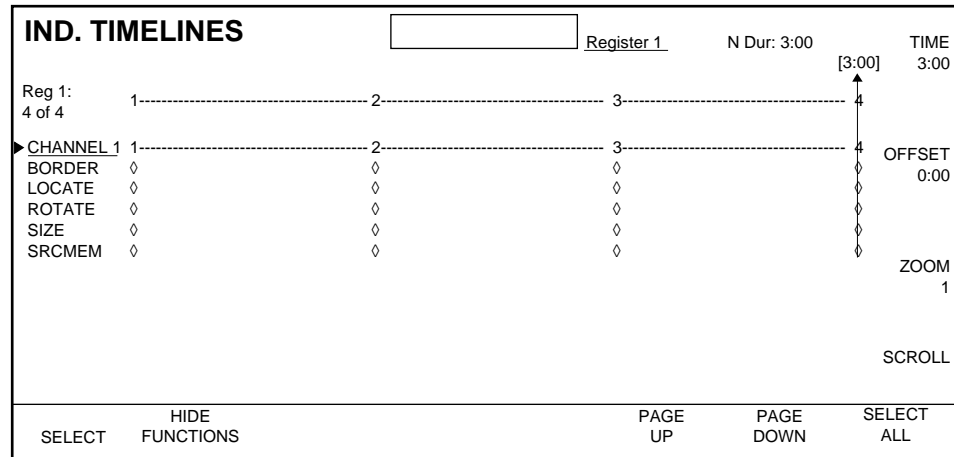 IND. TIMELINES
Register 1 N Dur: 3:00 TIME
[3:00] 3:00
Reg 1:
4 of 4
1---------------------------------------- 2--------------------------------------- 3--------------------------------------- 4
CHANNEL 1 1---------------------------------------- 2--------------------------------------- 3--------------------------------------- 4
OFFSET
0:00
BORDER ◊ ◊ ◊ ◊
LOCATE ◊ ◊ ◊ ◊
ROTATE ◊ ◊ ◊ ◊
SIZE ◊ ◊ ◊ ◊
SRCMEM ◊ ◊ ◊ ◊
ZOOM
1
SCROLL
SELECT
HIDE
FUNCTIONS
PAGE
UP
PAGE
DOWN
SELECT
ALL